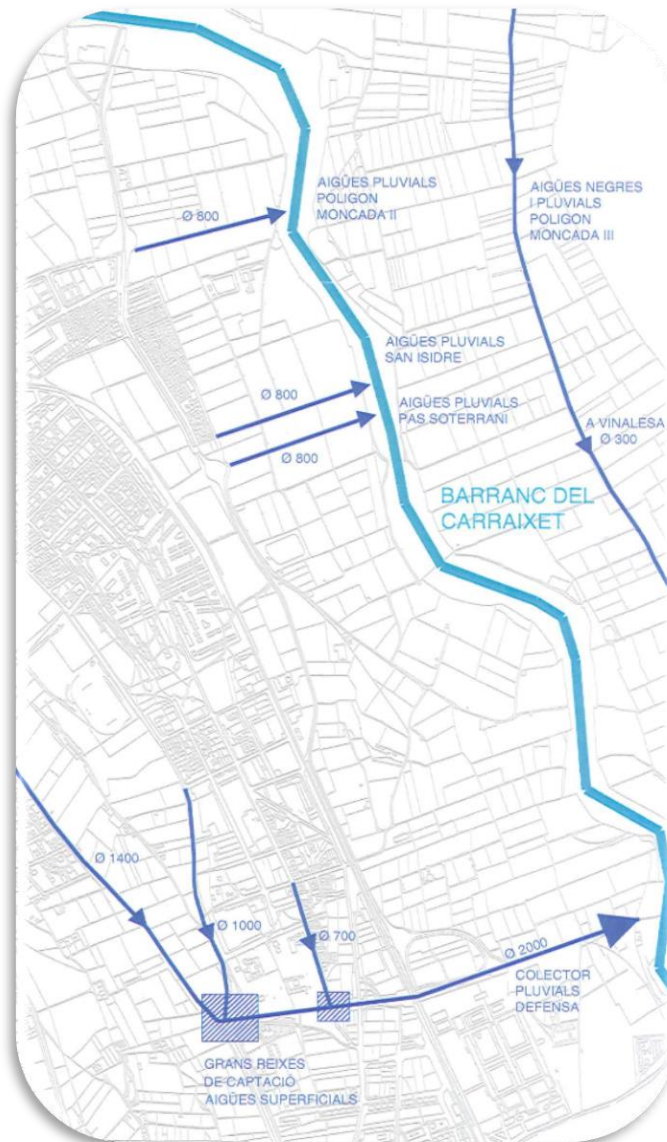 AIGÜES PLUVIALS
POLIGON
MONCADA II
Ø 800
AIGÜES NEGRES
I PLUVIALS
POLIGON
MONCADA III
AIGÜES PLUVIALS
SAN ISIDRE
Ø 800
AIGÜES PLUVIALS
PAS SOTERRANI
Ø 800
A VINALESA
Ø 300
BARRANC DEL
CARRAIXET
Ø 1400
Ø 1000
Ø 700
Ø 2000
COLECTOR
PLUVIALS
DEFENSA
GRANS REIXES
DE CAPTACIÓ
AIGÜES SUPERFICIALS